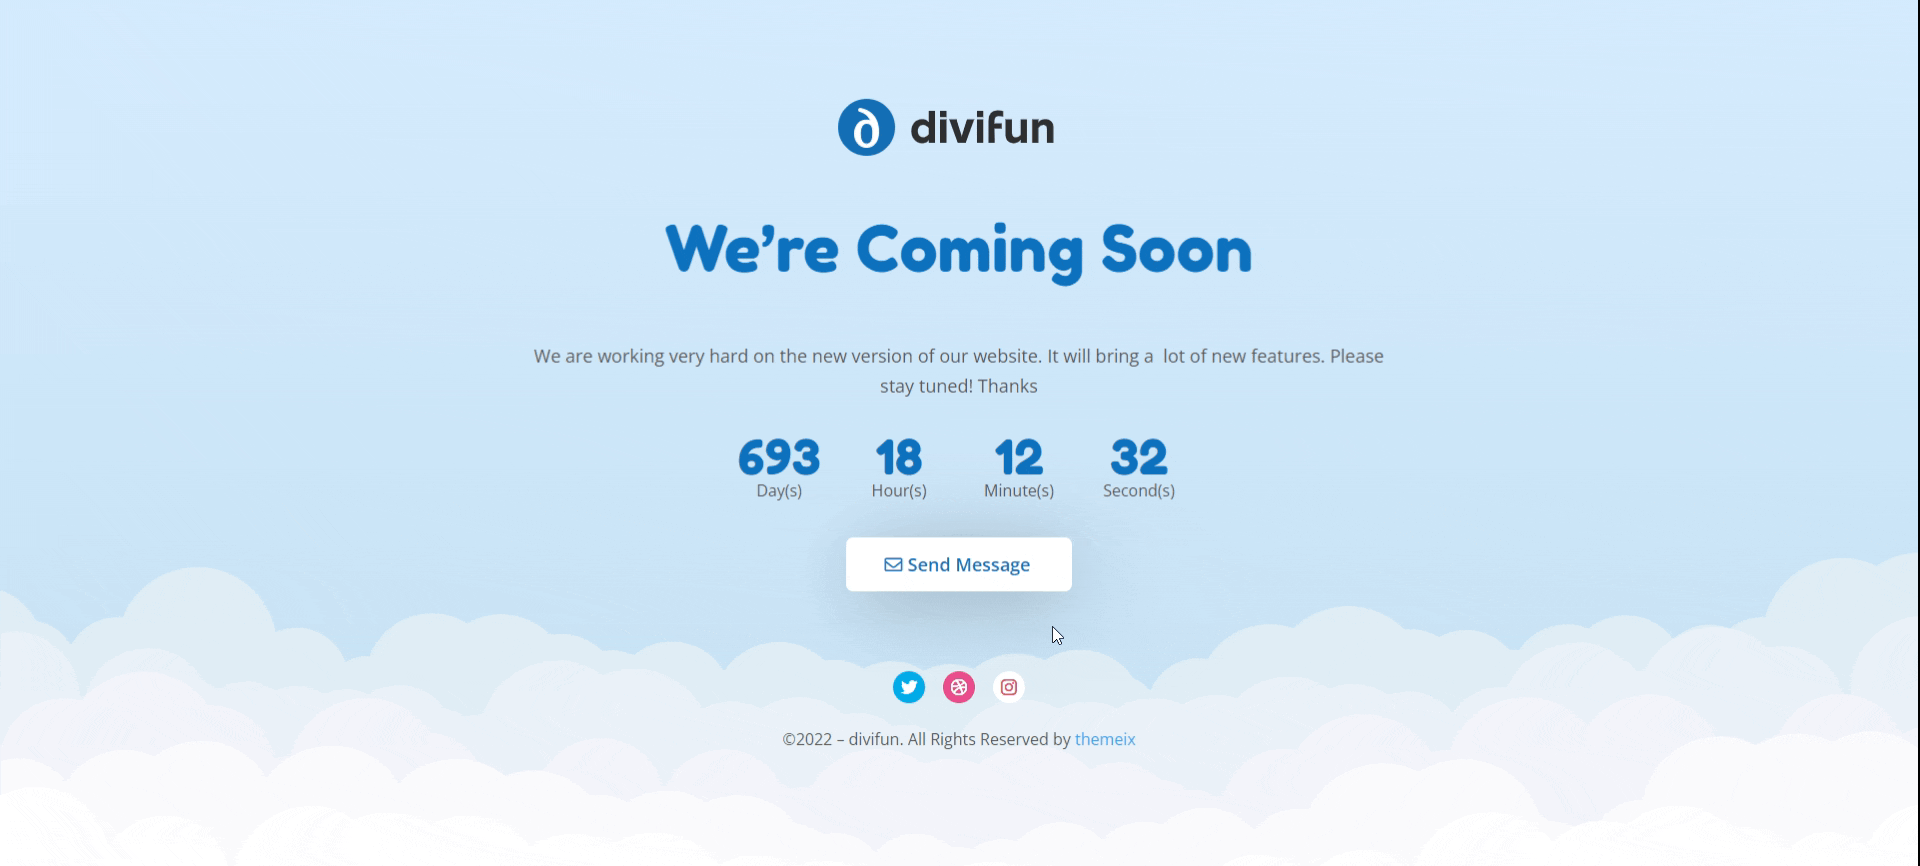 divifun
We’re Coming Soon
We are working very hard on the new version of our website. It will bring a  lot of new features. Please
stay tuned! Thanks
693 18 12 32
Day(s) Hour(s) Minute(s) Second(s)
Send Message
©2022 – divifun. All Rights Reserved by themeix